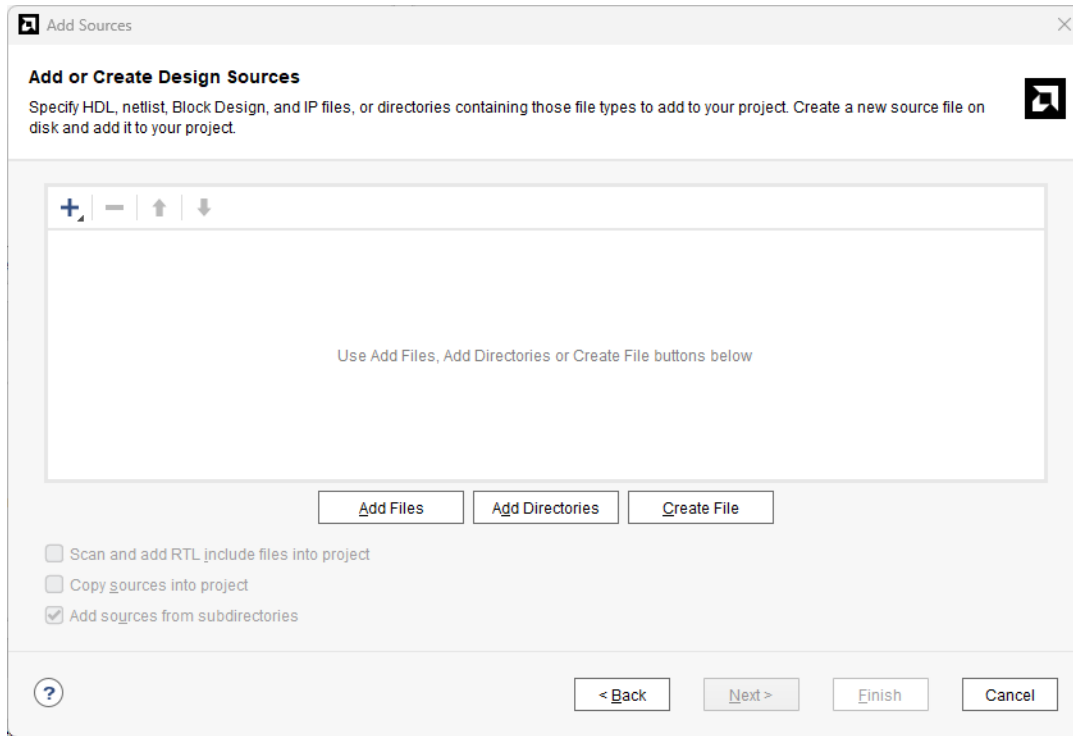 Add Sources
Add or Create Design Sources
Specify HDL, netlist, Block Design, and IP files, or directories containing those file types to add to your project. Create a new source file on
disk and add it to your project.
Use Add Files, Add Directories or Create File buttons below
Add Files
Add Directories
Create File
Scan and add RTL include files into project
Copy sources into project
Add sources from subdirectories
?
< Back
Next >
Finish
Cancel